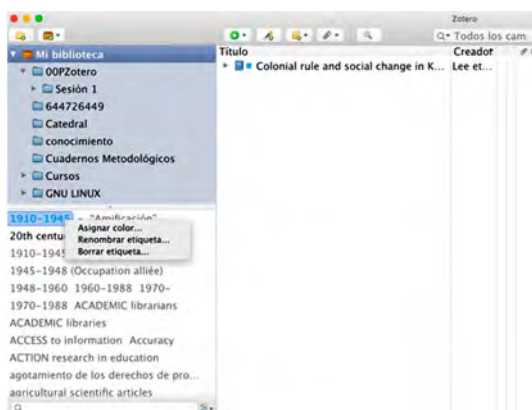 Zotero
Todos los cam
Mi biblioteca
00PZotero
Sesión 1
644726449
Catedral
conocimiento
Cuadernos Metodológicos
Cursos
GNU LINUX
Título Creador
Colonial rule and social change in K... Lee et...
1910-1945 - "Amificación"
Asignar color...
Renombrar etiqueta...
Borrar etiqueta...
20th centu
1910-1945
1945-1948 (Occupation alliée)
1948-1960 1960-1988 1970-
1970-1988 ACADEMIC librarians
ACADEMIC libraries
ACCESS to information Accuracy
ACTION research in education
agotamiento de los derechos de pro...
agricultural scientific articles